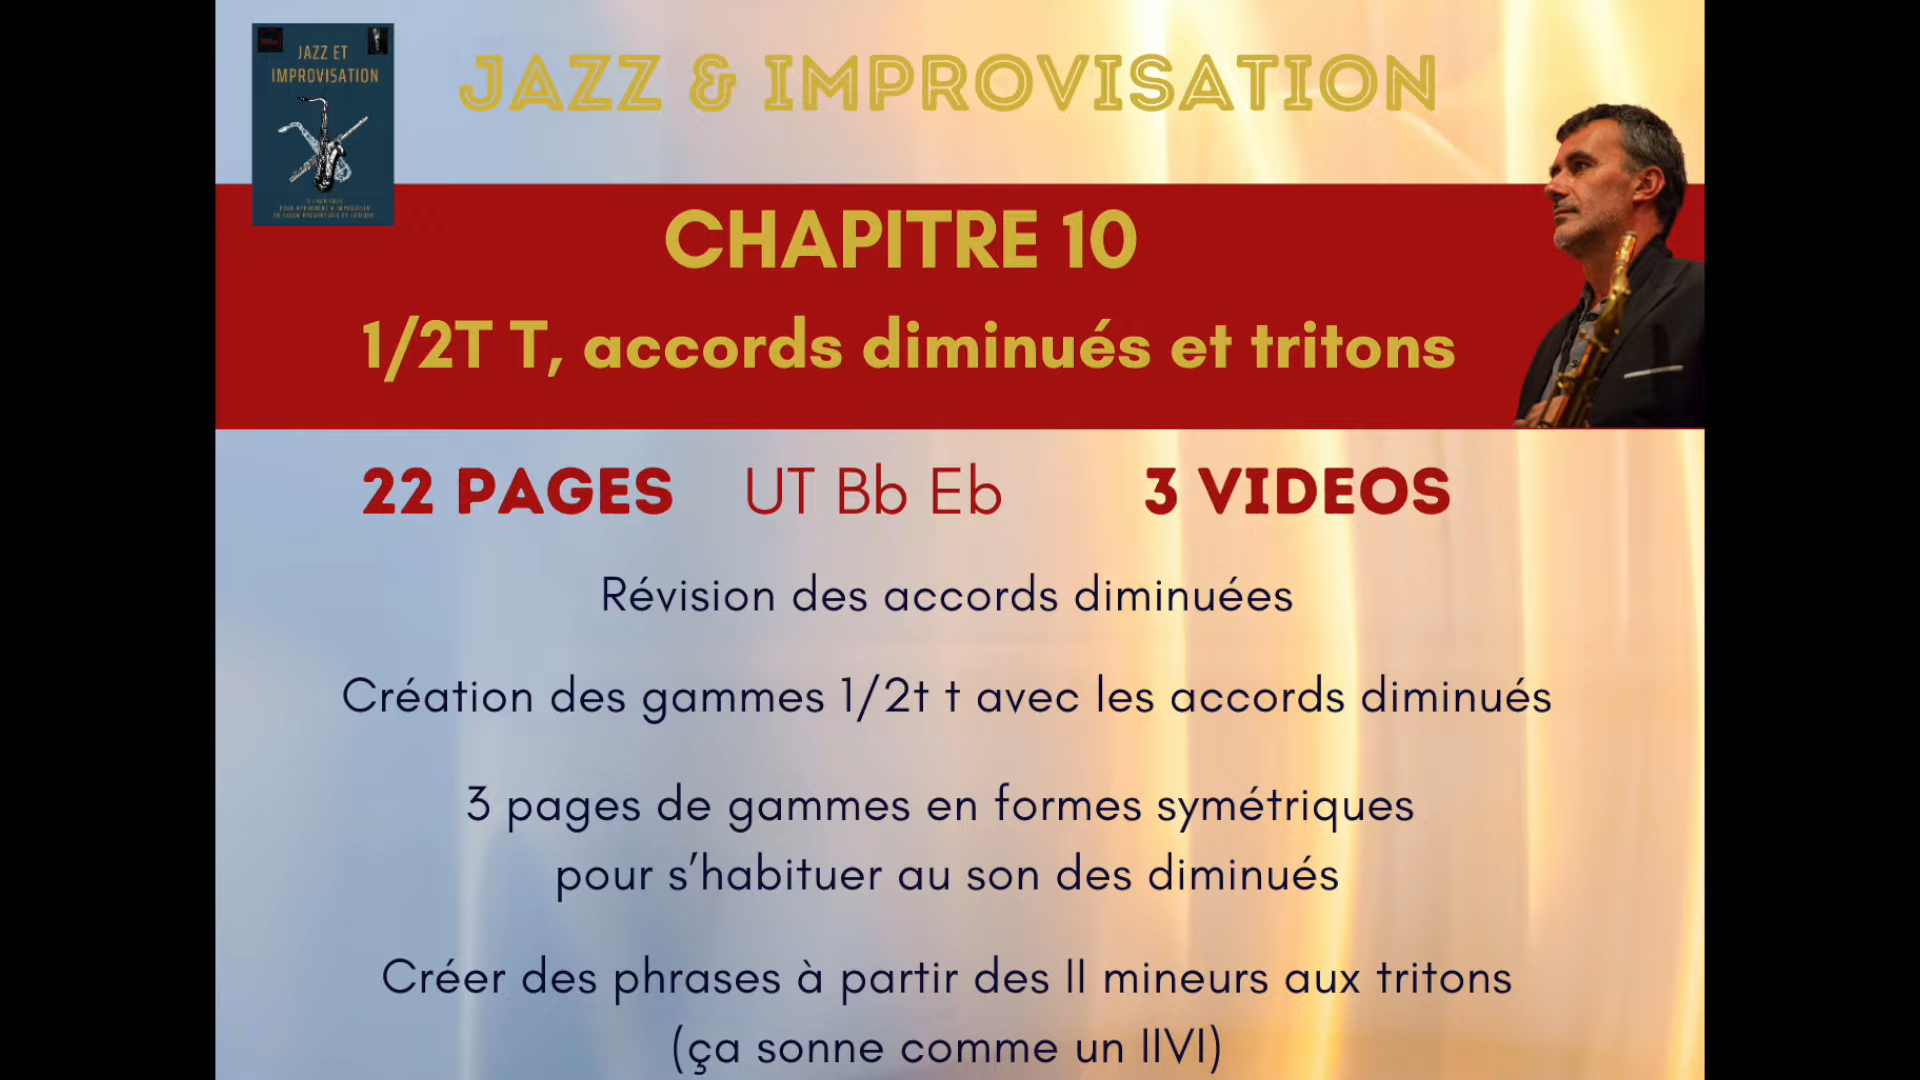 JAZZ ET
IMPROVISATION
JAZZ & IMPROVISATION
CHAPITRE 10
1/2T T, accords diminués et tritons
22 PAGES UT Bb Eb 3 VIDEOS
Révision des accords diminuées
Création des gammes 1/2t t avec les accords diminués
3 pages de gammes en formes symétriques
pour s’habituer au son des diminués
Créer des phrases à partir des II mineurs aux tritons
(ça sonne comme un IIVI)